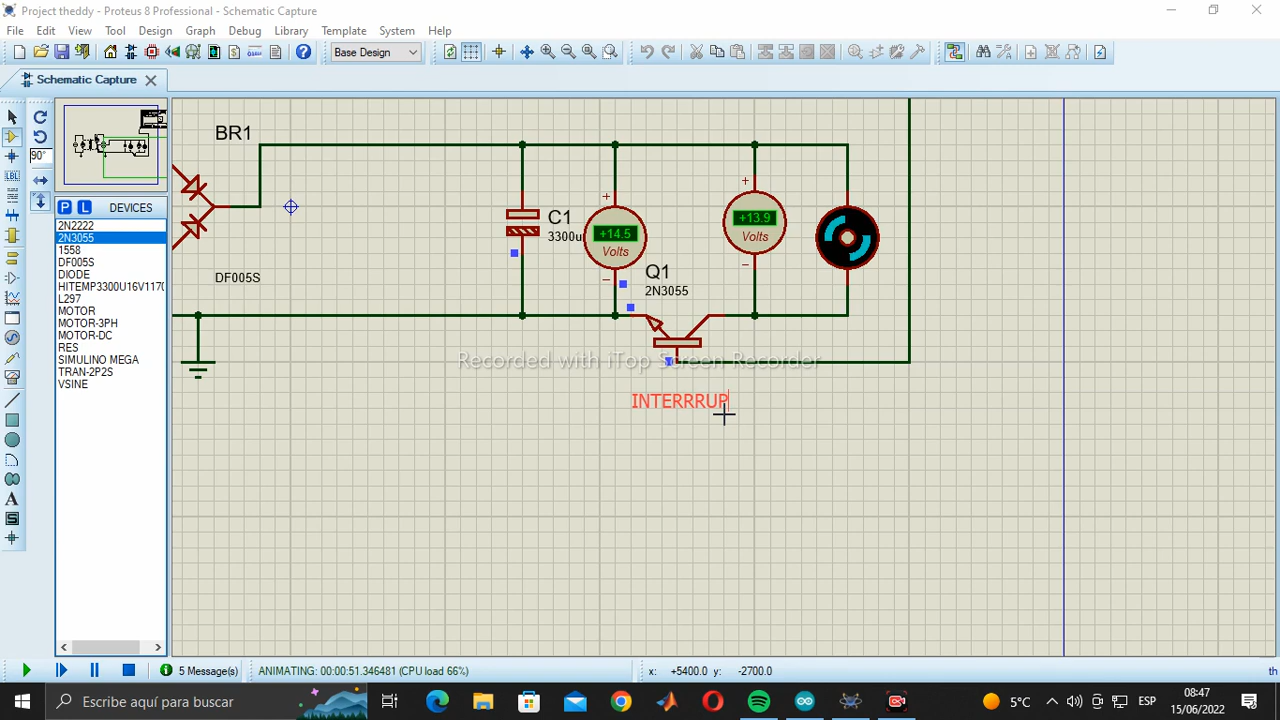 Project theddy - Proteus 8 Professional - Schematic Capture
File Edit View Tool Design Graph Debug Library Template System Help
Base Design
Schematic Capture
90°
LBL
P L DEVICES
2N2222
2N3055
1558
DF005S
DIODE
HITEMP3300U16V1170
L297
MOTOR
MOTOR-3PH
MOTOR-DC
RES
SIMULINO MEGA
TRAN-2P2S
VSINE
BR1
DF005S
C1
3300u
+
+14.5
Volts
−
Q1
2N3055
+
+13.9
Volts
−
Recorded with iTop Screen Recorder
INTERRRUP
5 Message(s)
ANIMATING: 00:00:51.346481 (CPU load 66%)
x: +5400.0 y: -2700.0
th
Escribe aquí para buscar
5°C
ESP
08:47
15/06/2022